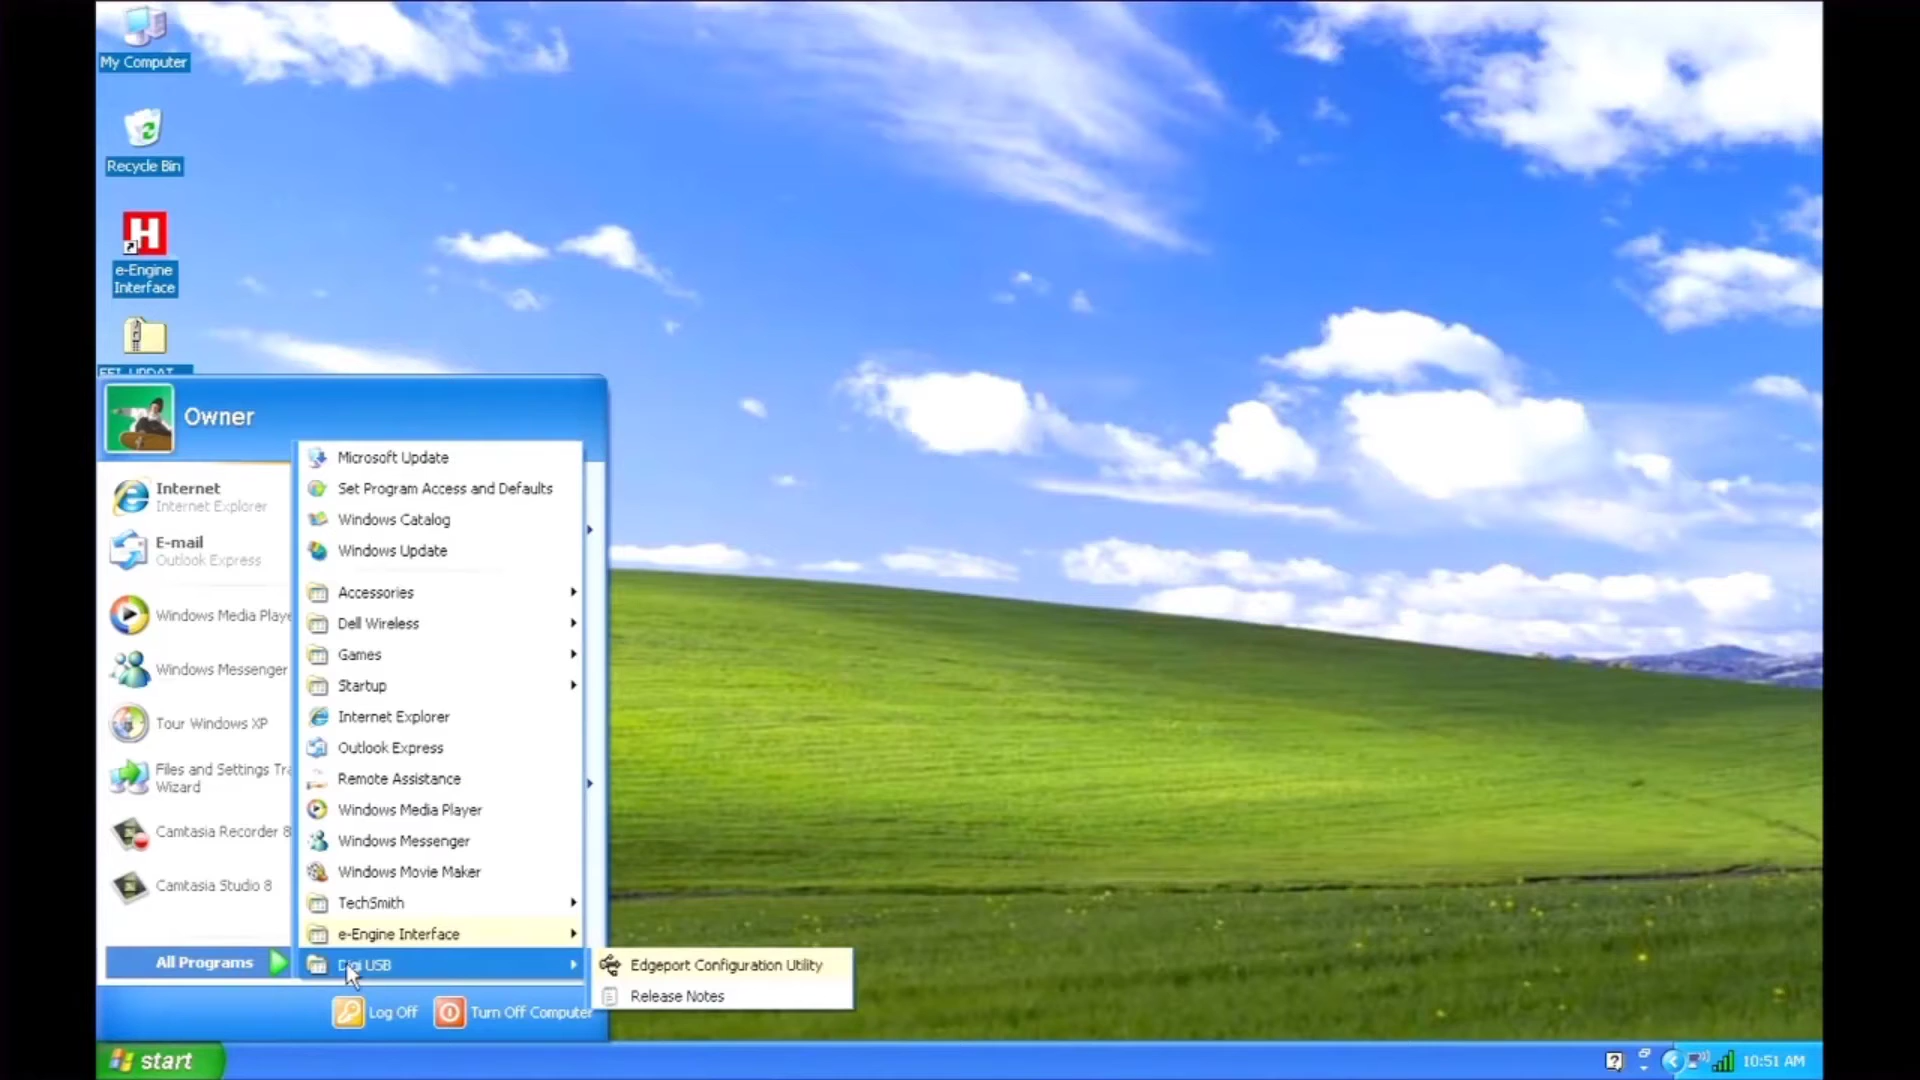 My Computer
Recycle Bin
H
e-Engine
Interface
Owner
Internet
Internet Explorer
E-mail
Outlook Express
Windows Media Playe
Windows Messenger
Tour Windows XP
Files and Settings Tra
Wizard
Camtasia Recorder 8
Camtasia Studio 8
All Programs
Microsoft Update
Set Program Access and Defaults
Windows Catalog
Windows Update
Accessories
Dell Wireless
Games
Startup
Internet Explorer
Outlook Express
Remote Assistance
Windows Media Player
Windows Messenger
Windows Movie Maker
TechSmith
e-Engine Interface
Digi USB
Edgeport Configuration Utility
Release Notes
Log Off
Turn Off Computer
start
10:51 AM